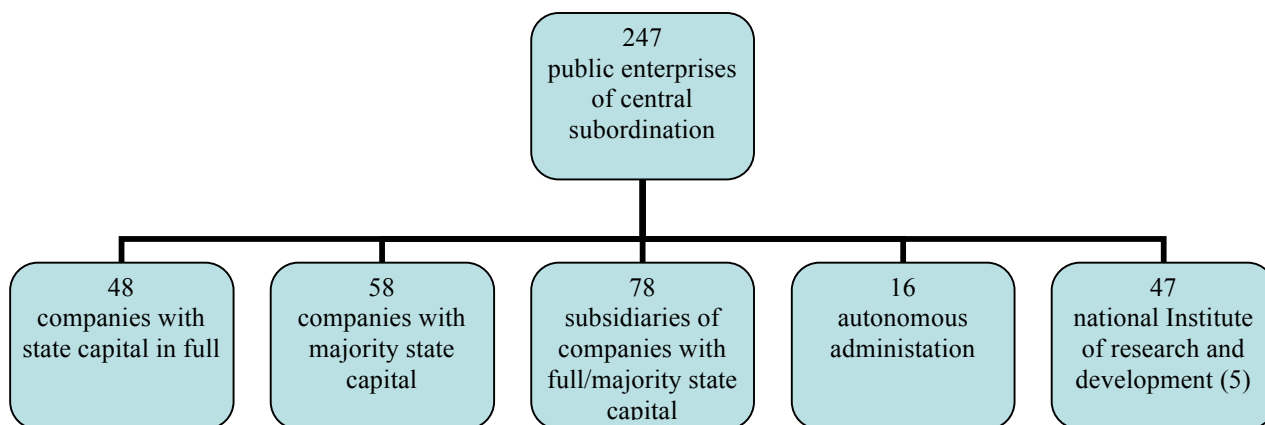 247
public enterprises
of central
subordination
48
companies with
state capital in full
58
companies with
majority state
capital
78
subsidiaries of
companies with
full/majority state
capital
16
autonomous
administation
47
national Institute
of research and
development (5)